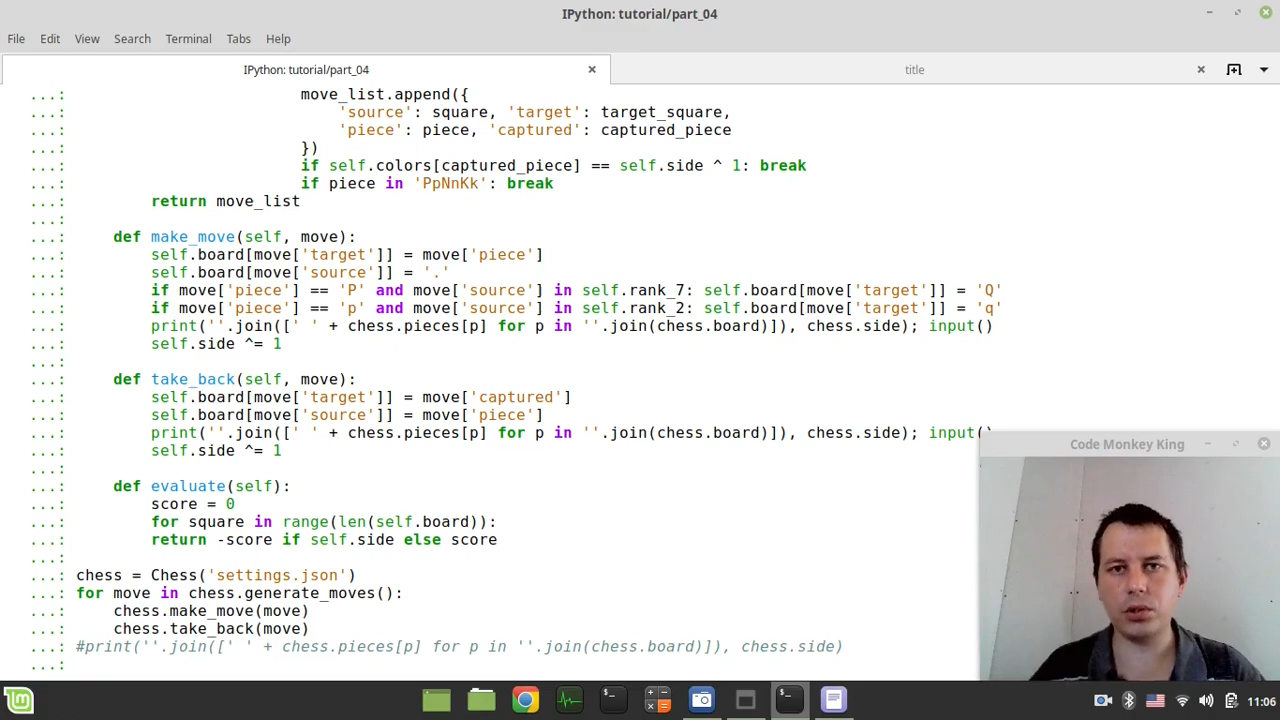 IPython: tutorial/part_04
File Edit View Search Terminal Tabs Help
IPython: tutorial/part_04 title
...: move_list.append({
...: 'source': square, 'target': target_square,
...: 'piece': piece, 'captured': captured_piece
...: })
...: if self.colors[captured_piece] == self.side ^ 1: break
...: if piece in 'PpNnKk': break
...: return move_list
...:
...: def make_move(self, move):
...: self.board[move['target']] = move['piece']
...: self.board[move['source']] = '.'
...: if move['piece'] == 'P' and move['source'] in self.rank_7: self.board[move['target']] = 'Q'
...: if move['piece'] == 'p' and move['source'] in self.rank_2: self.board[move['target']] = 'q'
...: print(''.join([' ' + chess.pieces[p] for p in ''.join(chess.board)]), chess.side); input()
...: self.side ^= 1
...:
...: def take_back(self, move):
...: self.board[move['target']] = move['captured']
...: self.board[move['source']] = move['piece']
...: print(''.join([' ' + chess.pieces[p] for p in ''.join(chess.board)]), chess.side); input()
...: self.side ^= 1
...:
...: def evaluate(self):
...: score = 0
...: for square in range(len(self.board)):
...: return -score if self.side else score
...:
...: chess = Chess('settings.json')
...: for move in chess.generate_moves():
...: chess.make_move(move)
...: chess.take_back(move)
...: #print(''.join([' ' + chess.pieces[p] for p in ''.join(chess.board)]), chess.side)
...:
Code Monkey King
11:06